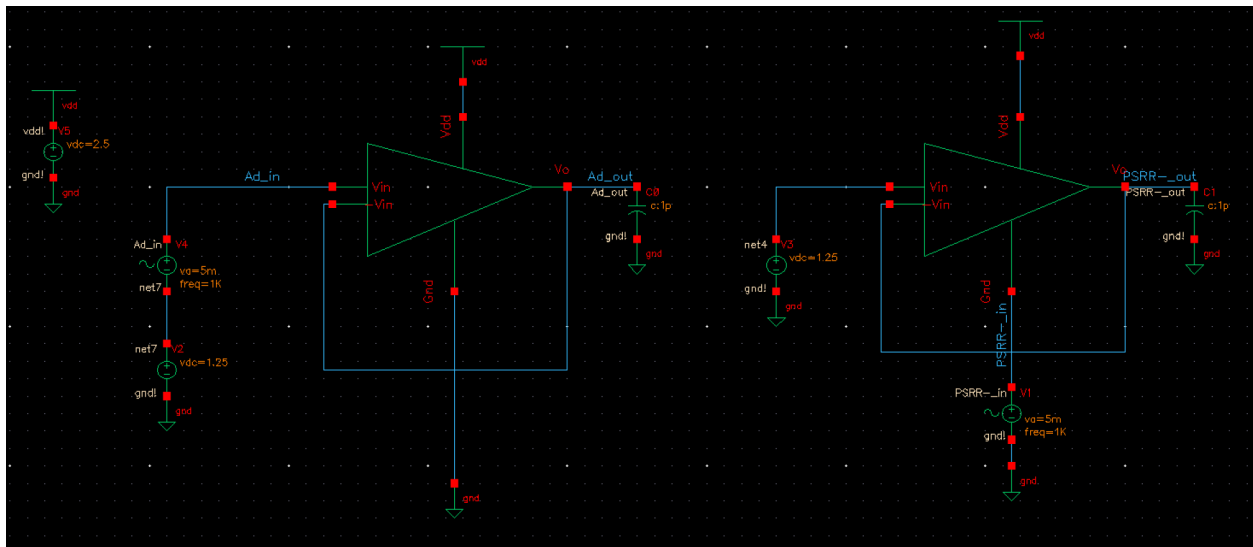 vdd
vdd! V5
vdc=2.5
gnd!
gnd
Ad_in
Ad_in V4
va=5m
freq=1K
net7
net7 V2
vdc=1.25
gnd!
gnd
vdd
Vdd
Vin
-Vin
Gnd
gnd
Vo
Ad_out
Ad_out C0
c:1p
gnd!
gnd
net4 V3
vdc=1.25
gnd!
gnd
vdd
Vdd
Vin
-Vin
Gnd
PSRR-_in
PSRR-_in V1
va=5m
freq=1K
gnd!
gnd
Vo
PSRR-_out
PSRR-_out C1
c:1p
gnd!
gnd